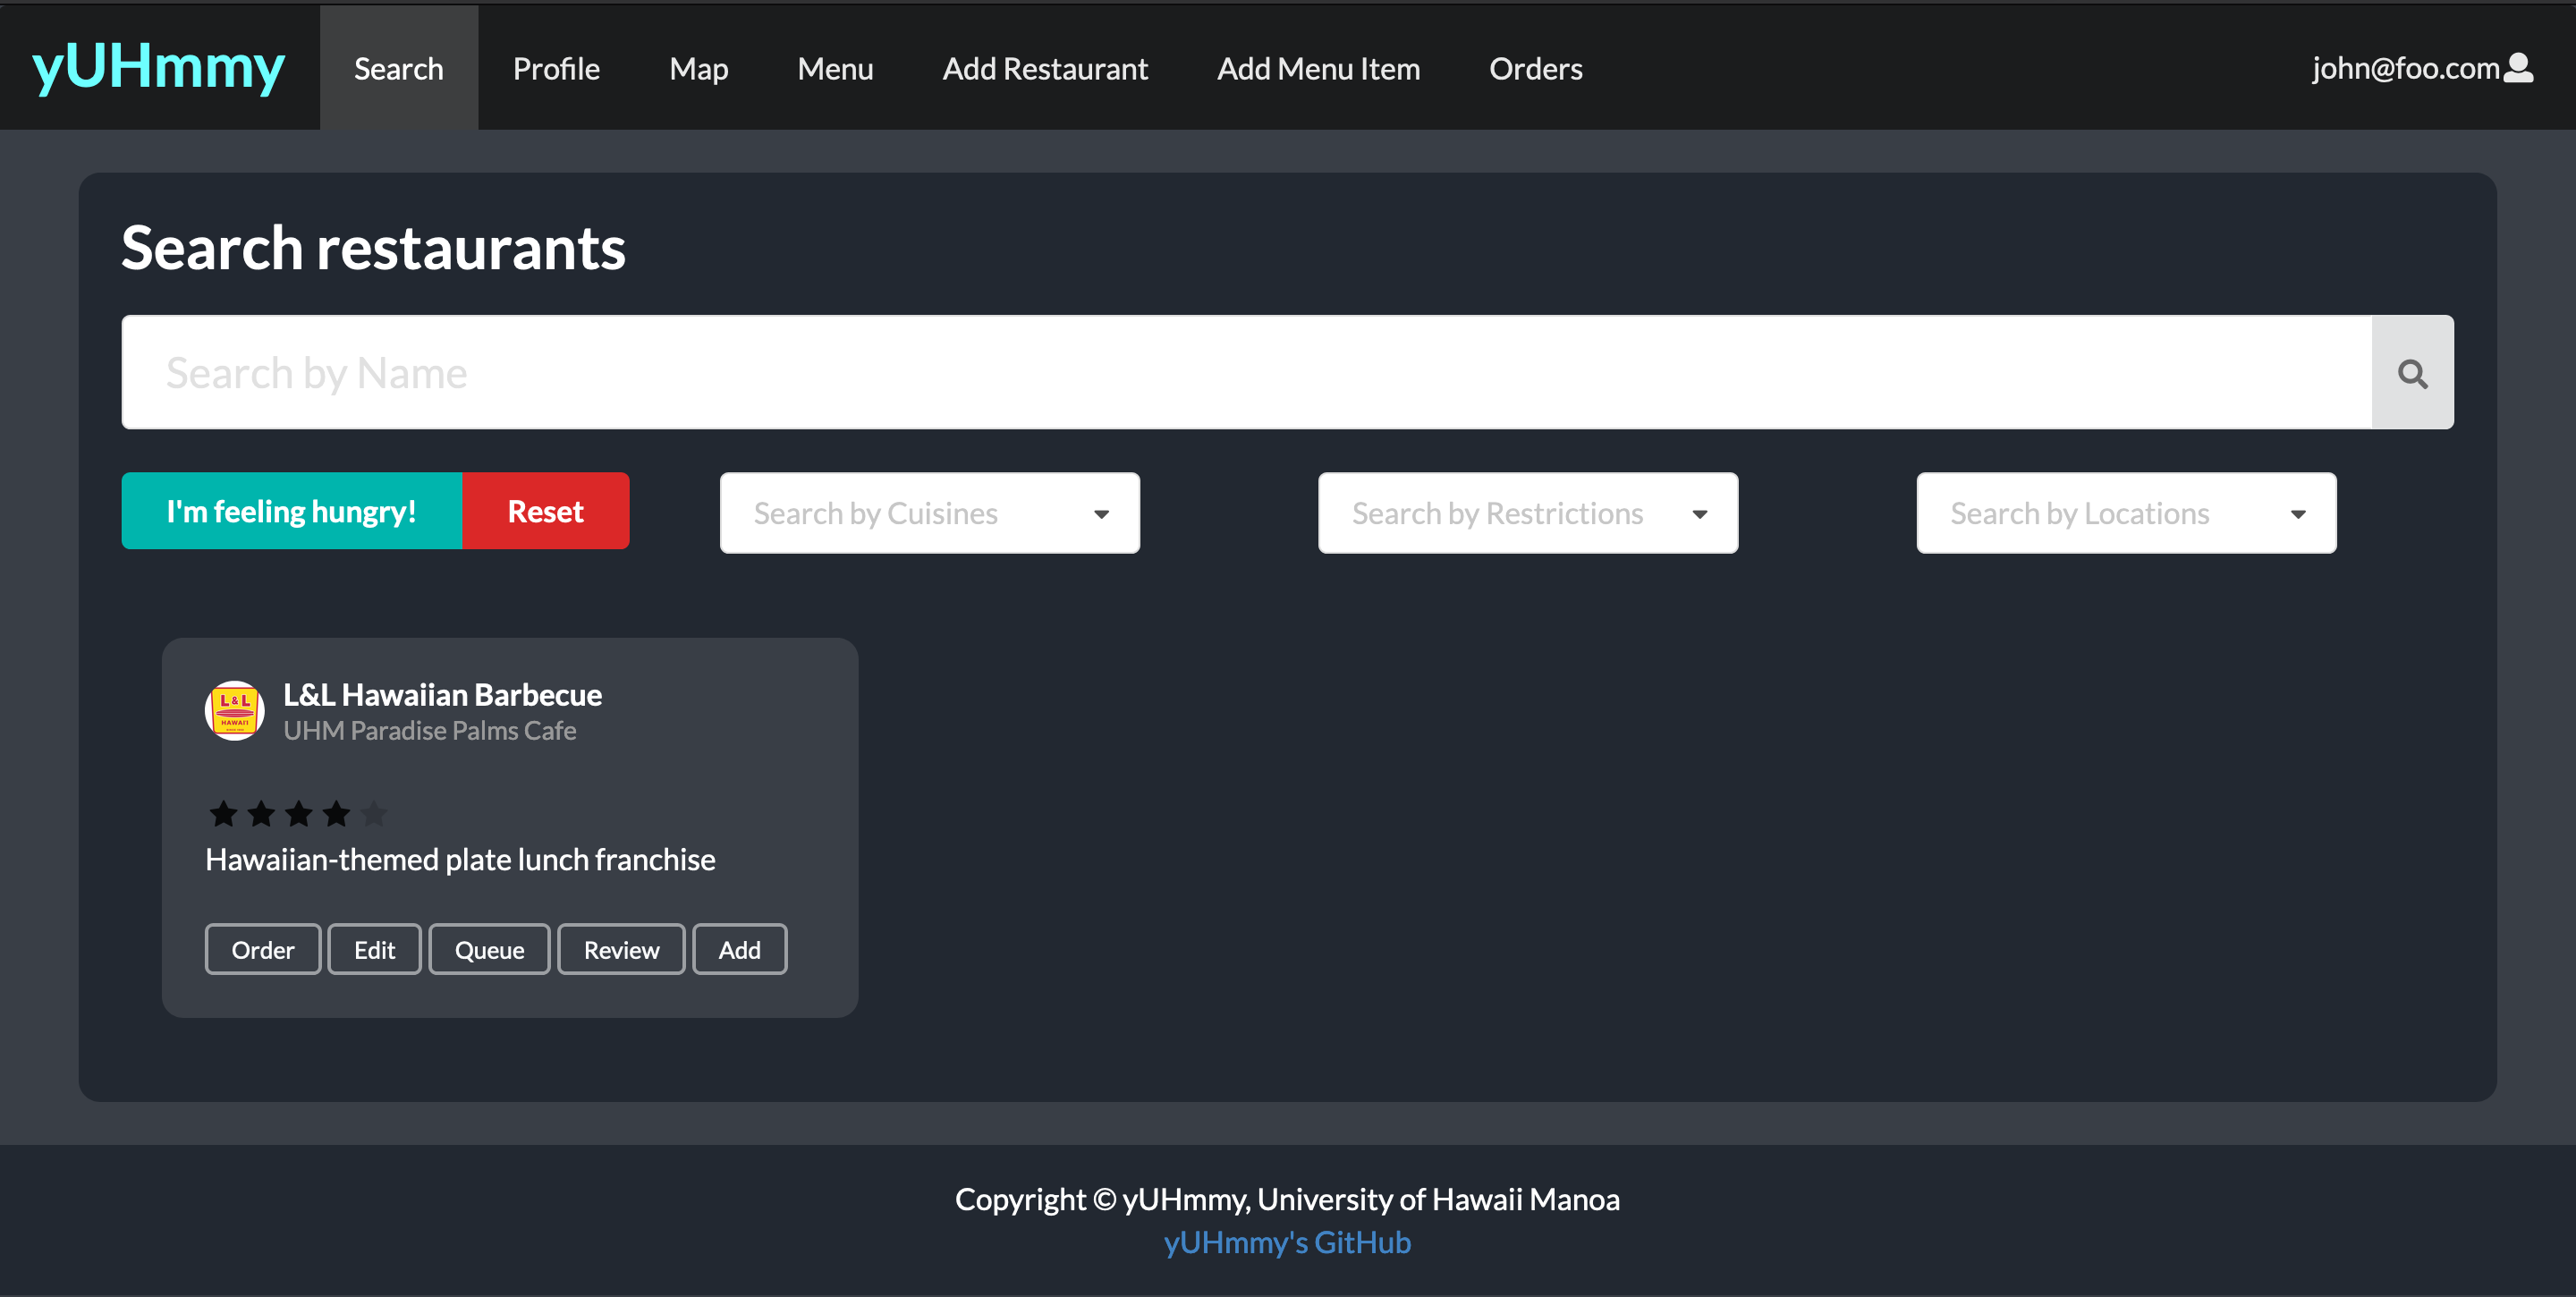 yUHmmy Search Profile Map Menu Add Restaurant Add Menu Item Orders john@foo.com
Search restaurants
Search by Name
I'm feeling hungry! Reset Search by Cuisines Search by Restrictions Search by Locations
L&L
HAWAII
L&L Hawaiian Barbecue
UHM Paradise Palms Cafe
Hawaiian-themed plate lunch franchise
Order Edit Queue Review Add
Copyright © yUHmmy, University of Hawaii Manoa
yUHmmy's GitHub